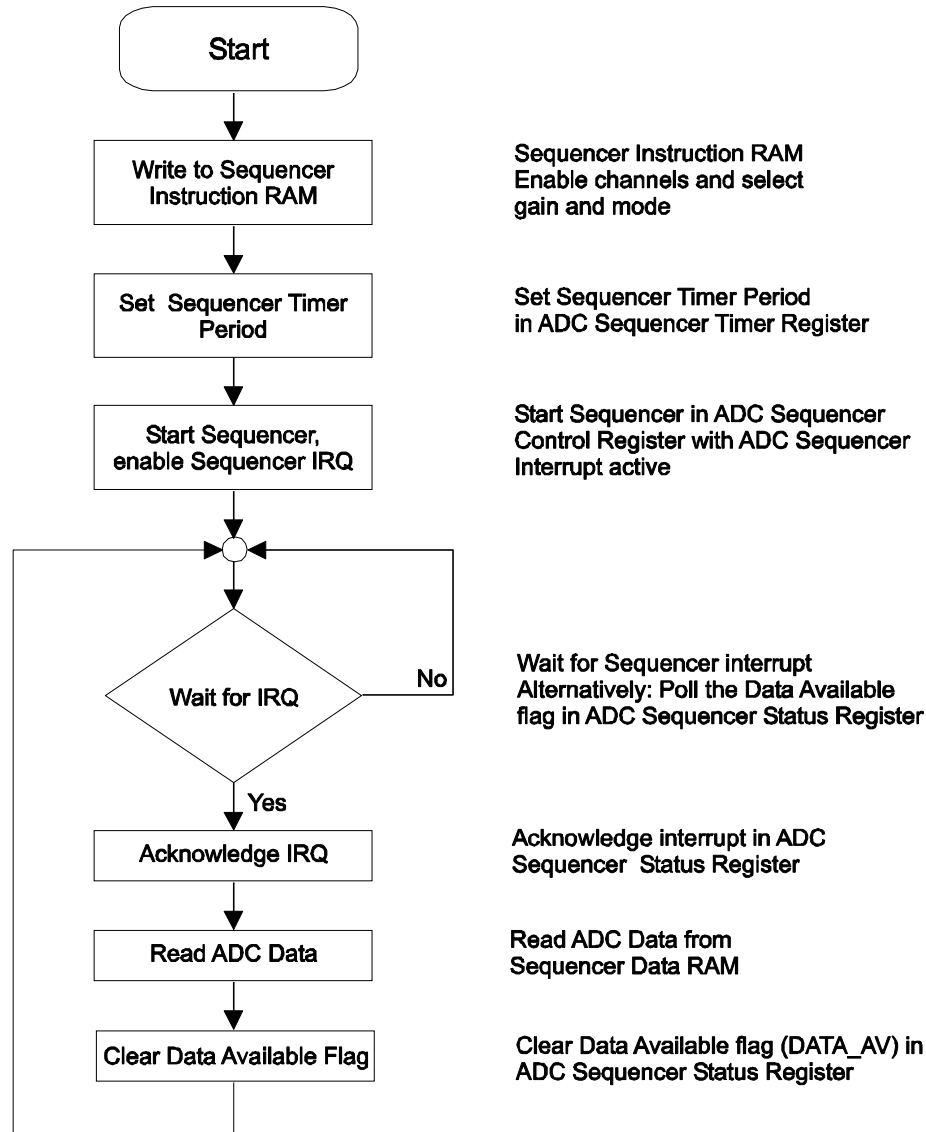 Start
Write to Sequencer
Instruction RAM
Sequencer Instruction RAM
Enable channels and select
gain and mode
Set Sequencer Timer
Period
Set Sequencer Timer Period
in ADC Sequencer Timer Register
Start Sequencer,
enable Sequencer IRQ
Start Sequencer in ADC Sequencer
Control Register with ADC Sequencer
Interrupt active
Wait for IRQ
No
Wait for Sequencer interrupt
Alternatively: Poll the Data Available
flag in ADC Sequencer Status Register
Yes
Acknowledge IRQ
Acknowledge interrupt in ADC
Sequencer Status Register
Read ADC Data
Read ADC Data from
Sequencer Data RAM
Clear Data Available Flag
Clear Data Available flag (DATA_AV) in
ADC Sequencer Status Register